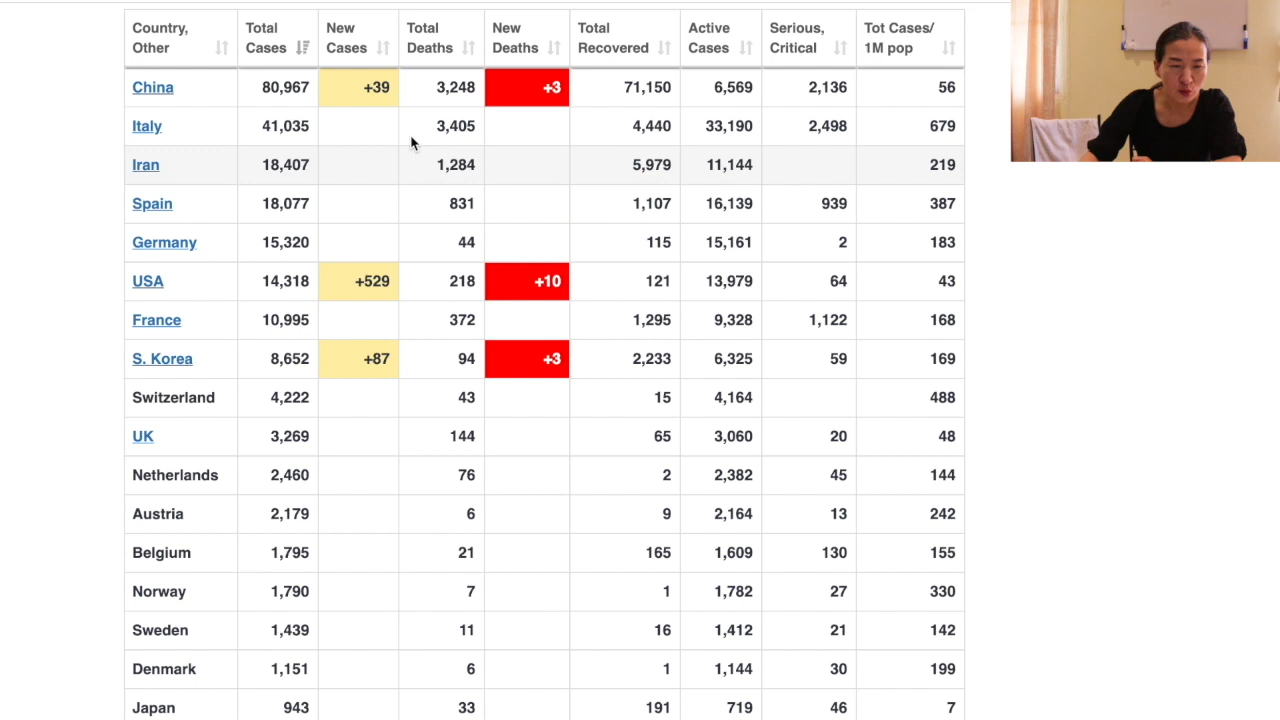 Country, Other Total Cases New Cases Total Deaths New Deaths Total Recovered Active Cases Serious, Critical Tot Cases/ 1M pop
China 80,967 +39 3,248 +3 71,150 6,569 2,136 56
Italy 41,035 3,405 4,440 33,190 2,498 679
Iran 18,407 1,284 5,979 11,144 219
Spain 18,077 831 1,107 16,139 939 387
Germany 15,320 44 115 15,161 2 183
USA 14,318 +529 218 +10 121 13,979 64 43
France 10,995 372 1,295 9,328 1,122 168
S. Korea 8,652 +87 94 +3 2,233 6,325 59 169
Switzerland 4,222 43 15 4,164 488
UK 3,269 144 65 3,060 20 48
Netherlands 2,460 76 2 2,382 45 144
Austria 2,179 6 9 2,164 13 242
Belgium 1,795 21 165 1,609 130 155
Norway 1,790 7 1 1,782 27 330
Sweden 1,439 11 16 1,412 21 142
Denmark 1,151 6 1 1,144 30 199
Japan 943 33 191 719 46 7